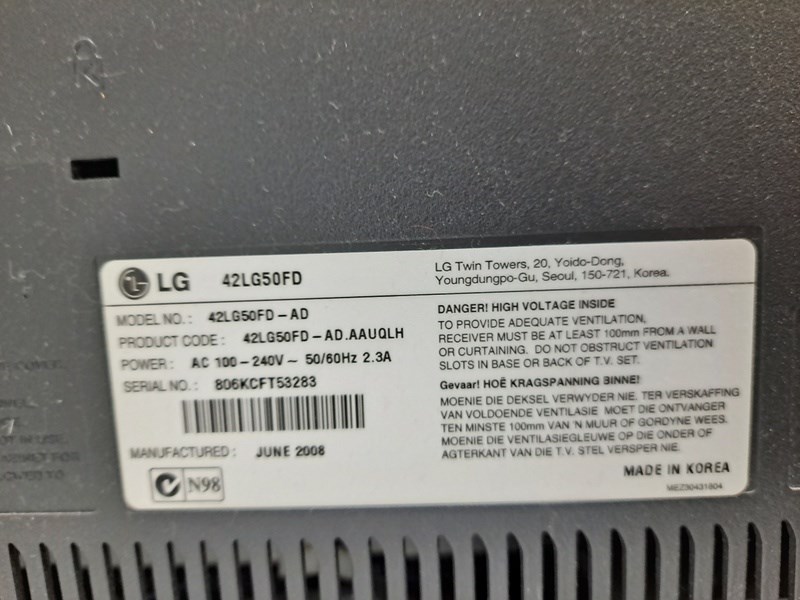 LG 42LG50FD
LG Twin Towers, 20, Yoido-Dong,
Youngdungpo-Gu, Seoul, 150-721, Korea.
MODEL NO. : 42LG50FD-AD
PRODUCT CODE : 42LG50FD-AD.AAUQLH
POWER : AC 100-240V ~ 50/60Hz 2.3A
SERIAL NO. : 806KCFT53283
MANUFACTURED : JUNE 2008
N98
DANGER! HIGH VOLTAGE INSIDE
TO PROVIDE ADEQUATE VENTILATION,
RECEIVER MUST BE AT LEAST 100mm FROM A WALL
OR CURTAINING. DO NOT OBSTRUCT VENTILATION
SLOTS IN BASE OR BACK OF T.V. SET.
Gevaar! HOË KRAGSPANNING BINNE!
MOENIE DIE DEKSEL VERWYDER NIE. TER VERSKAFFING
VAN VOLDOENDE VENTILASIE MOET DIE ONTVANGER
TEN MINSTE 100mm VAN 'N MUUR OF GORDYNE WEES.
MOENIE DIE VENTILASIEGLEUWE OP DIE ONDER OF
AGTERKANT VAN DIE T.V. STEL VERSPER NIE.
MADE IN KOREA
MEZ30431804